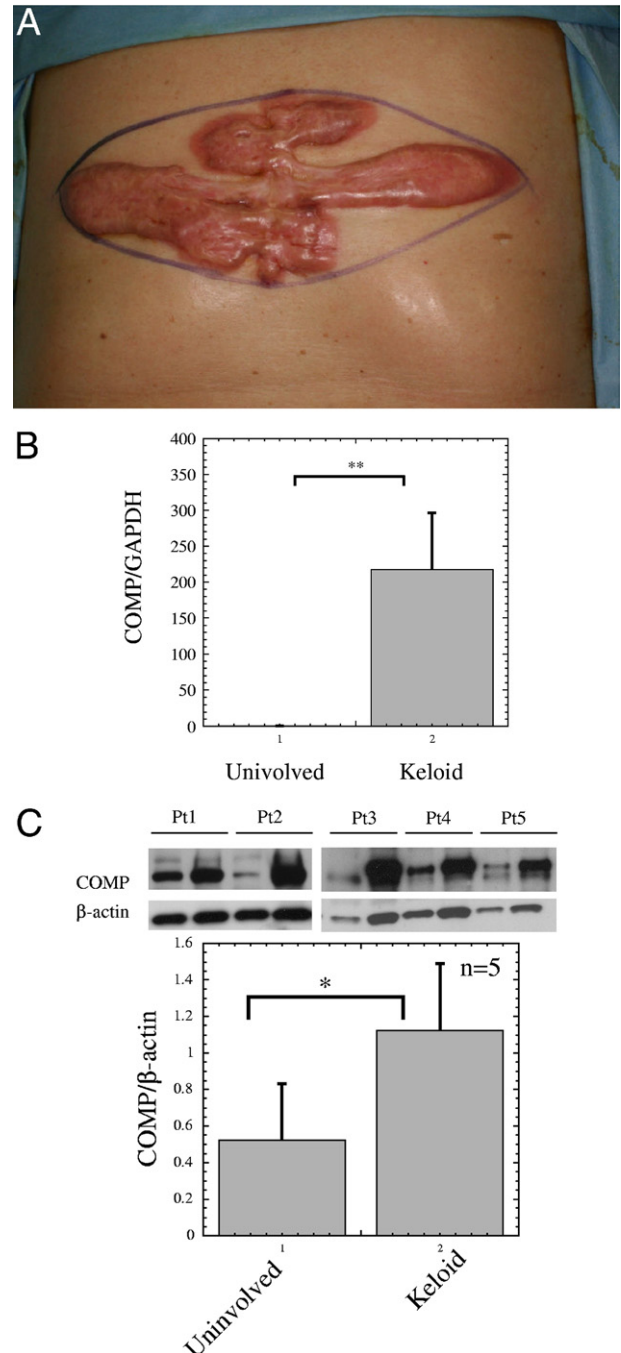 A
B
400
350
300
250
200
150
100
50
0
COMP/GAPDH
**
1 2
Univolved Keloid
C
Pt1 Pt2 Pt3 Pt4 Pt5
COMP
β-actin
1.6
1.4
1.2
1
0.8
0.6
0.4
0.2
0
COMP/β-actin
n=5
*
1 2
Uninvolved Keloid